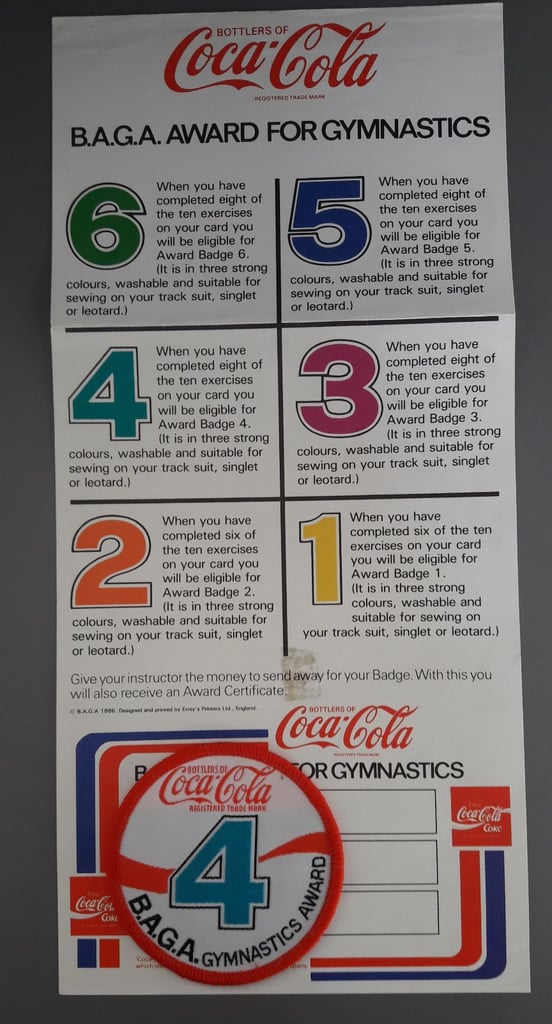 BOTTLERS OF
Coca-Cola
REGISTERED TRADE MARK
B.A.G.A. AWARD FOR GYMNASTICS
6
When you have
completed eight of
the ten exercises
on your card you
will be eligible for
Award Badge 6.
(It is in three strong
colours, washable and suitable for
sewing on your track suit, singlet
or leotard.)
5
When you have
completed eight of
the ten exercises
on your card you
will be eligible for
Award Badge 5.
(It is in three strong
colours, washable and suitable for
sewing on your track suit, singlet
or leotard.)
4
When you have
completed eight of
the ten exercises
on your card you
will be eligible for
Award Badge 4.
(It is in three strong
colours, washable and suitable for
sewing on your track suit, singlet
or leotard.)
3
When you have
completed eight of
the ten exercises
on your card you
will be eligible for
Award Badge 3.
(It is in three strong
colours, washable and suitable for
sewing on your track suit, singlet
or leotard.)
2
When you have
completed six of
the ten exercises
on your card you
will be eligible for
Award Badge 2.
(It is in three strong
colours, washable and suitable for
sewing on your track suit, singlet
or leotard.)
1
When you have
completed six of the ten
exercises on your card
you will be eligible for
Award Badge 1.
(It is in three strong
colours, washable and
suitable for sewing on
your track suit, singlet or leotard.)
Give your instructor the money to send away for your Badge. With this you
will also receive an Award Certificate.
© B.A.G.A 1986. Designed and printed by Errey's Printers Ltd., England.
BOTTLERS OF
Coca-Cola
REGISTERED TRADE MARK
B FOR GYMNASTICS
Enjoy
Coca-Cola
Coke
Coca-Cola
Coke
BOTTLERS OF
Coca-Cola
REGISTERED TRADE MARK
4
B.A.G.A. GYMNASTICS AWARD
which